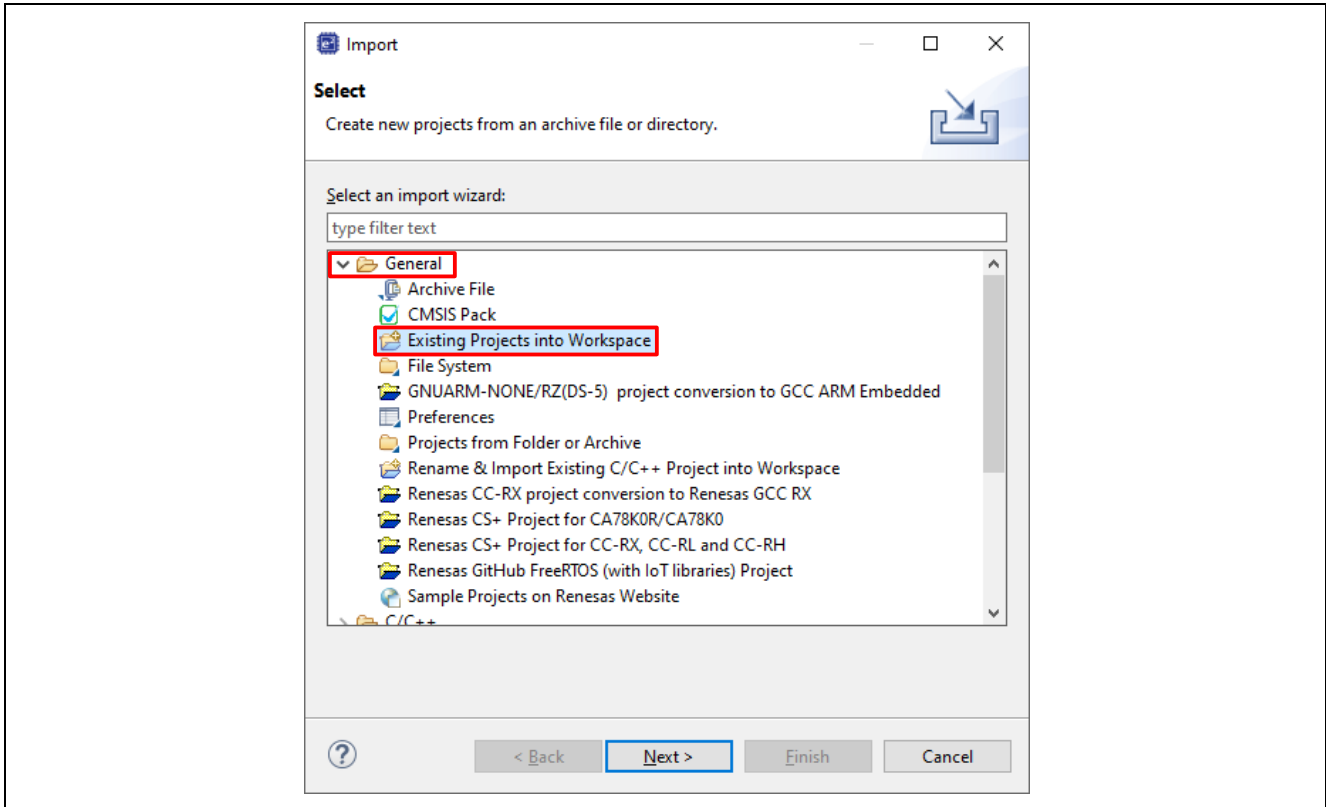 Import
Select
Create new projects from an archive file or directory.
Select an import wizard:
type filter text
General
Archive File
CMSIS Pack
Existing Projects into Workspace
File System
GNUARM-NONE/RZ(DS-5)  project conversion to GCC ARM Embedded
Preferences
Projects from Folder or Archive
Rename & Import Existing C/C++ Project into Workspace
Renesas CC-RX project conversion to Renesas GCC RX
Renesas CS+ Project for CA78K0R/CA78K0
Renesas CS+ Project for CC-RX, CC-RL and CC-RH
Renesas GitHub FreeRTOS (with IoT libraries) Project
Sample Projects on Renesas Website
C/C++
? < Back Next > Finish Cancel